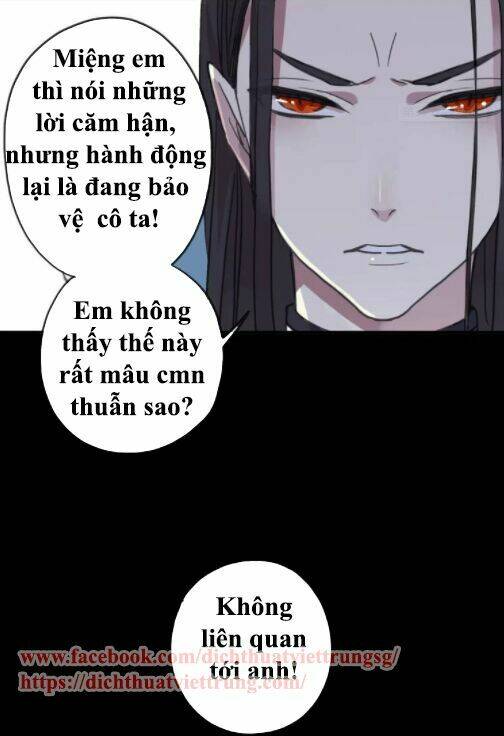 Miệng em
thì nói những
lời căm hận,
nhưng hành động
lại là đang bảo
vệ cô ta!
Em không
thấy thế này
rất mâu cmn
thuẫn sao?
Không
liên quan
tới anh!
www.facebook.com/dichthuatviettrungsg/
https://dichthuatviettrung.com/